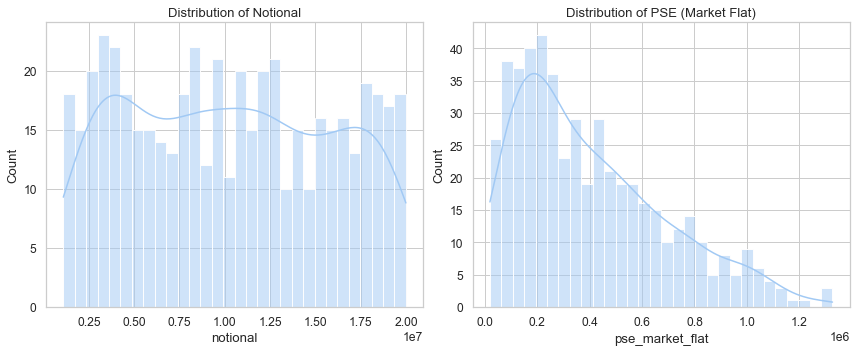 Distribution of Notional
Count
20
15
10
5
0
0.25 0.50 0.75 1.00 1.25 1.50 1.75 2.00
1e7
notional
Distribution of PSE (Market Flat)
Count
40
35
30
25
20
15
10
5
0
0.0 0.2 0.4 0.6 0.8 1.0 1.2
1e6
pse_market_flat